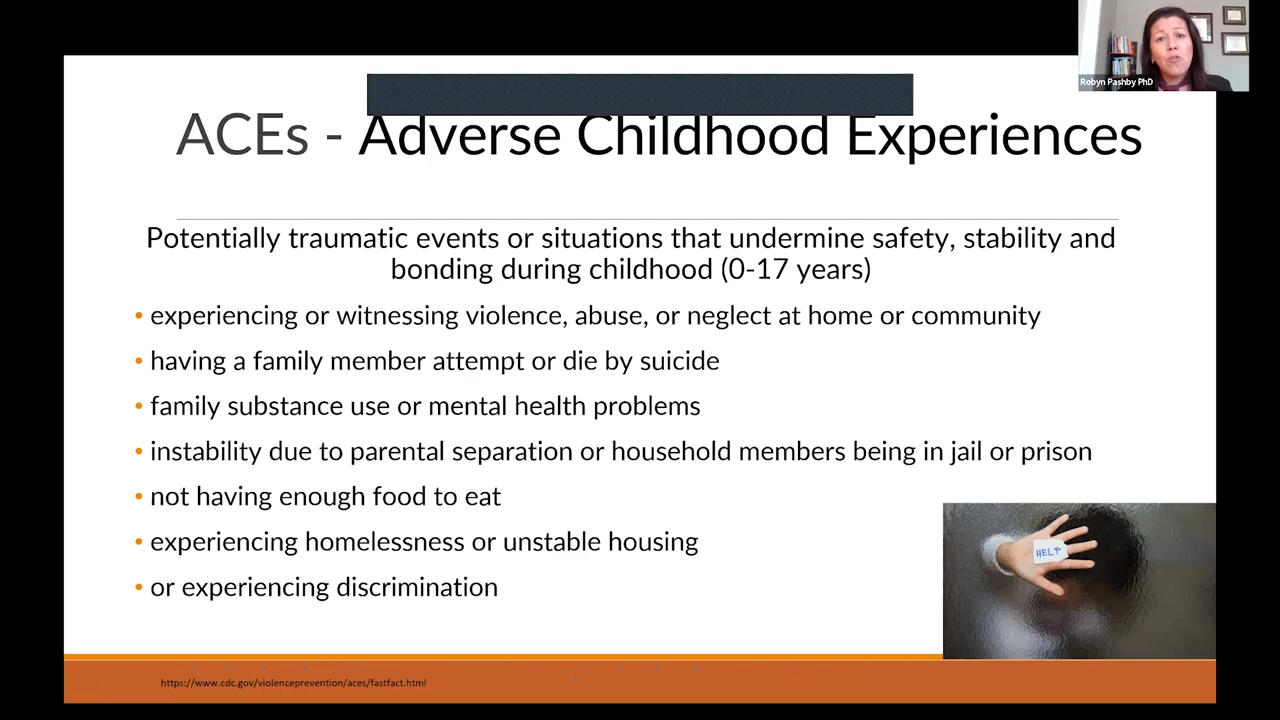 Robyn Pashby PhD
ACEs - Adverse Childhood Experiences
Potentially traumatic events or situations that undermine safety, stability and
bonding during childhood (0-17 years)
• experiencing or witnessing violence, abuse, or neglect at home or community
• having a family member attempt or die by suicide
• family substance use or mental health problems
• instability due to parental separation or household members being in jail or prison
• not having enough food to eat
• experiencing homelessness or unstable housing
• or experiencing discrimination
HELP
https://www.cdc.gov/violenceprevention/aces/fastfact.html